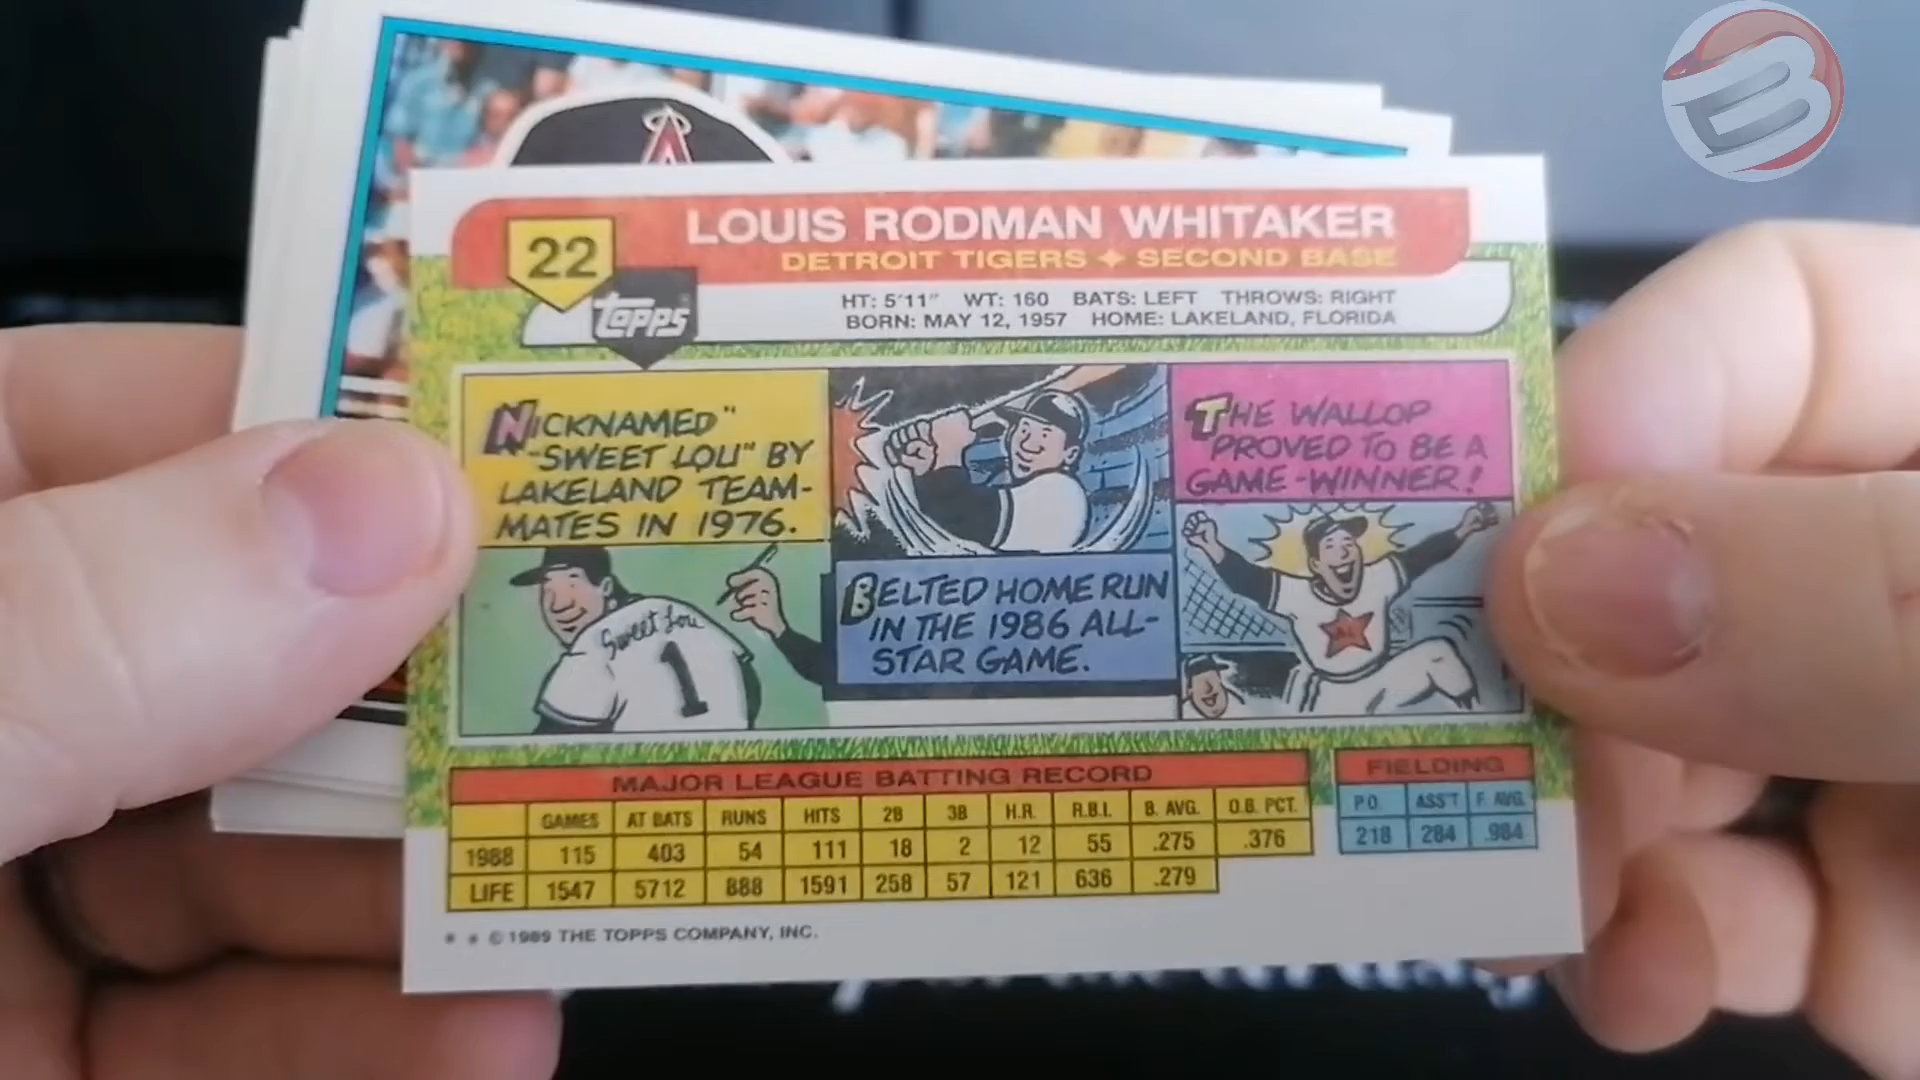 A
B
22
LOUIS RODMAN WHITAKER
DETROIT TIGERS ✦ SECOND BASE
topps
HT: 5'11" WT: 160 BATS: LEFT THROWS: RIGHT
BORN: MAY 12, 1957 HOME: LAKELAND, FLORIDA
NICKNAMED
"SWEET LOU" BY
LAKELAND TEAM-
MATES IN 1976.
Sweet Lou
1
BELTED HOME RUN
IN THE 1986 ALL-
STAR GAME.
THE WALLOP
PROVED TO BE A
GAME-WINNER!
MAJOR LEAGUE BATTING RECORD
GAMES AT BATS RUNS HITS 2B 3B H.R. R.B.I. B. AVG. O.B. PCT.
1988 115 403 54 111 18 2 12 55 .275 .376
LIFE 1547 5712 888 1591 258 57 121 636 .279
FIELDING
P.O. ASS'T F. AVG.
218 284 .984
* * © 1989 THE TOPPS COMPANY, INC.